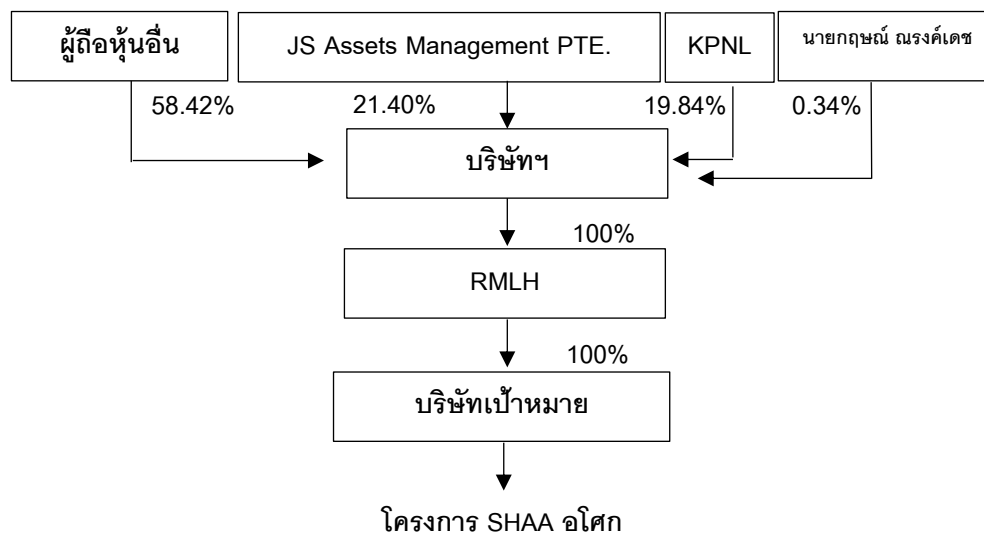 ผู้ถือหุ้นอื่น
JS Assets Management PTE.
KPNL
นายกฤษณ์ ณรงค์เดช
58.42%
21.40%
19.84%
0.34%
บริษัทฯ
100%
RMLH
100%
บริษัทเป้าหมาย
โครงการ SHAA อโศก